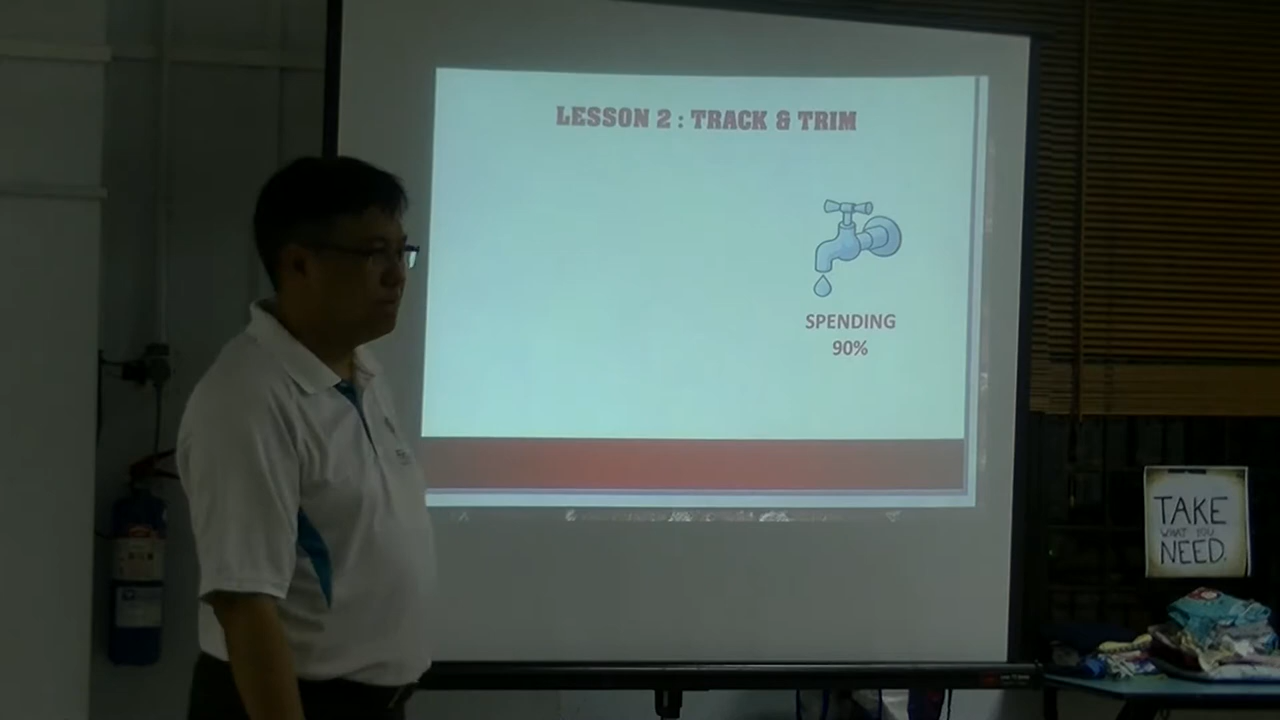 LESSON 2 : TRACK & TRIM
SPENDING
90%
TAKE
WHAT YOU
NEED.